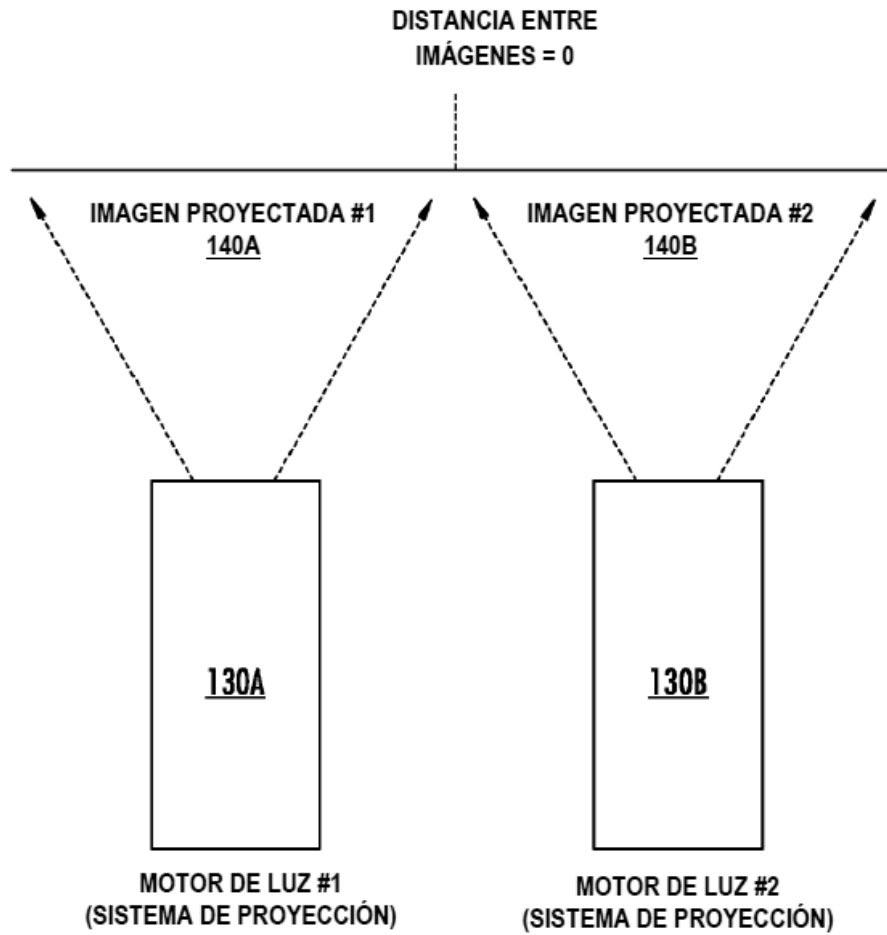 DISTANCIA ENTRE
IMÁGENES = 0
IMAGEN PROYECTADA #1
140A
IMAGEN PROYECTADA #2
140B
130A
130B
MOTOR DE LUZ #1
(SISTEMA DE PROYECCIÓN)
MOTOR DE LUZ #2
(SISTEMA DE PROYECCIÓN)